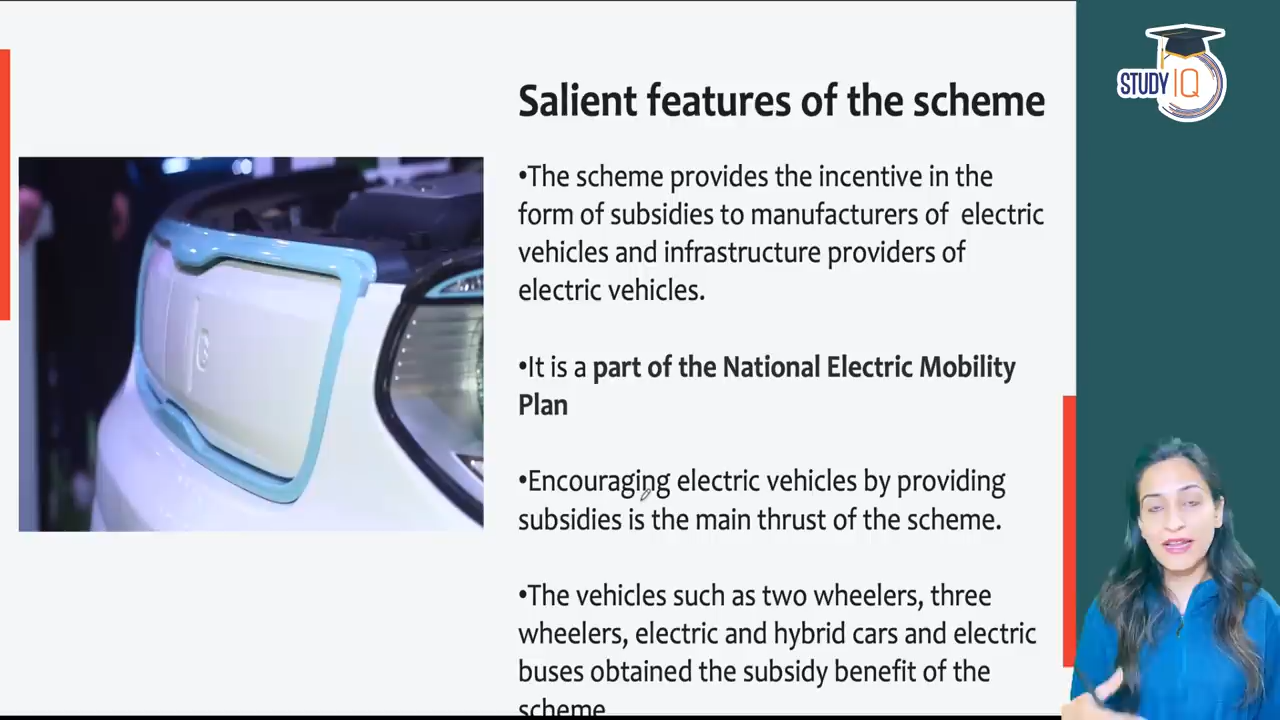 STUDY IQ
Salient features of the scheme
•The scheme provides the incentive in the
form of subsidies to manufacturers of electric
vehicles and infrastructure providers of
electric vehicles.
•It is a part of the National Electric Mobility
Plan
•Encouraging electric vehicles by providing
subsidies is the main thrust of the scheme.
•The vehicles such as two wheelers, three
wheelers, electric and hybrid cars and electric
buses obtained the subsidy benefit of the
scheme